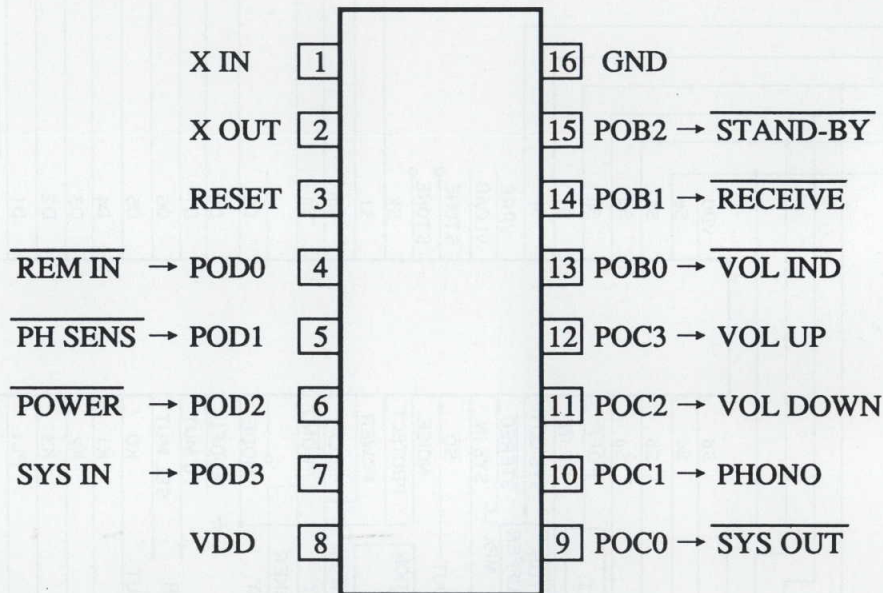 X IN 1 16 GND
X OUT 2 15 POB2 → STAND-BY
RESET 3 14 POB1 → RECEIVE
REM IN → POD0 4 13 POB0 → VOL IND
PH SENS → POD1 5 12 POC3 → VOL UP
POWER → POD2 6 11 POC2 → VOL DOWN
SYS IN → POD3 7 10 POC1 → PHONO
VDD 8 9 POC0 → SYS OUT